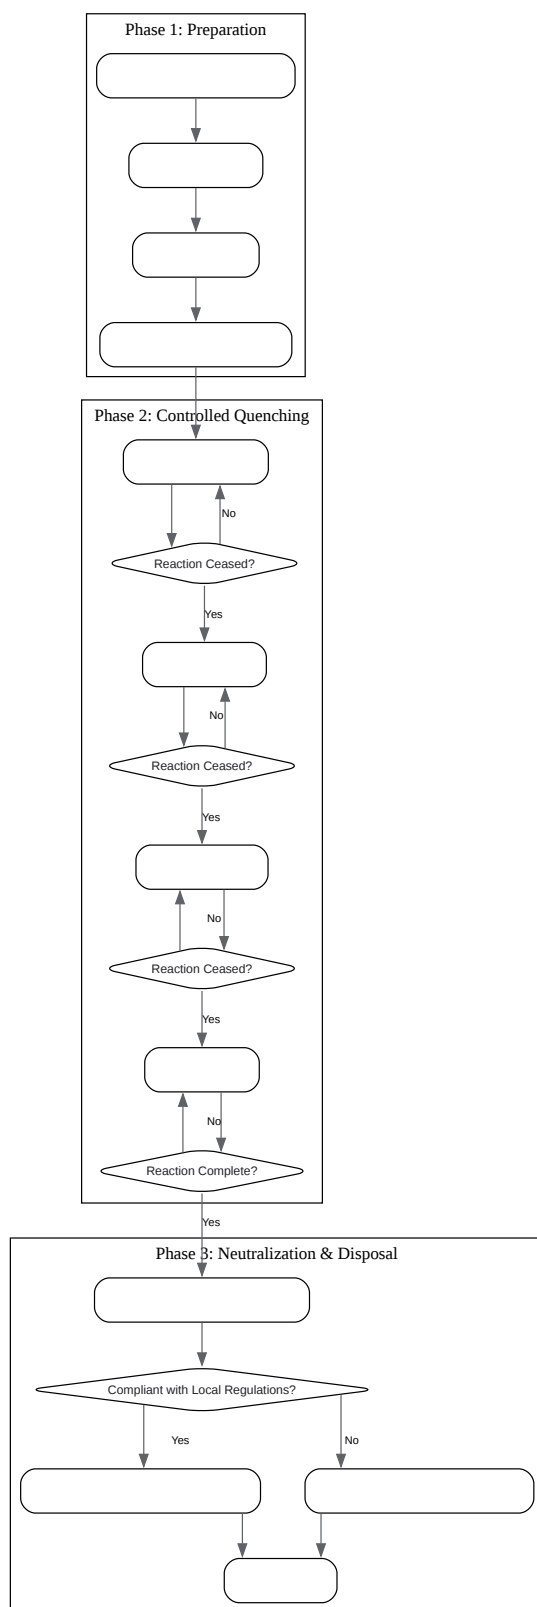 Phase 1: Preparation
Phase 2: Controlled Quenching
No
Reaction Ceased?
Yes
No
Reaction Ceased?
Yes
No
Reaction Ceased?
Yes
No
Reaction Complete?
Yes
Phase 3: Neutralization & Disposal
Compliant with Local Regulations?
Yes
No